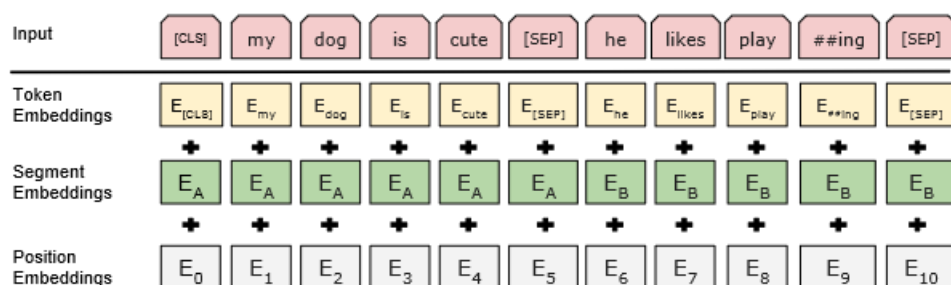 Input [CLS] my dog is cute [SEP] he likes play ##ing [SEP]
Token Embeddings E[CLS] Emy Edog Eis Ecute E[SEP] Ehe Elikes Eplay E##ing E[SEP]
+ + + + + + + + + + +
Segment Embeddings EA EA EA EA EA EA EB EB EB EB EB
+ + + + + + + + + + +
Position Embeddings E0 E1 E2 E3 E4 E5 E6 E7 E8 E9 E10